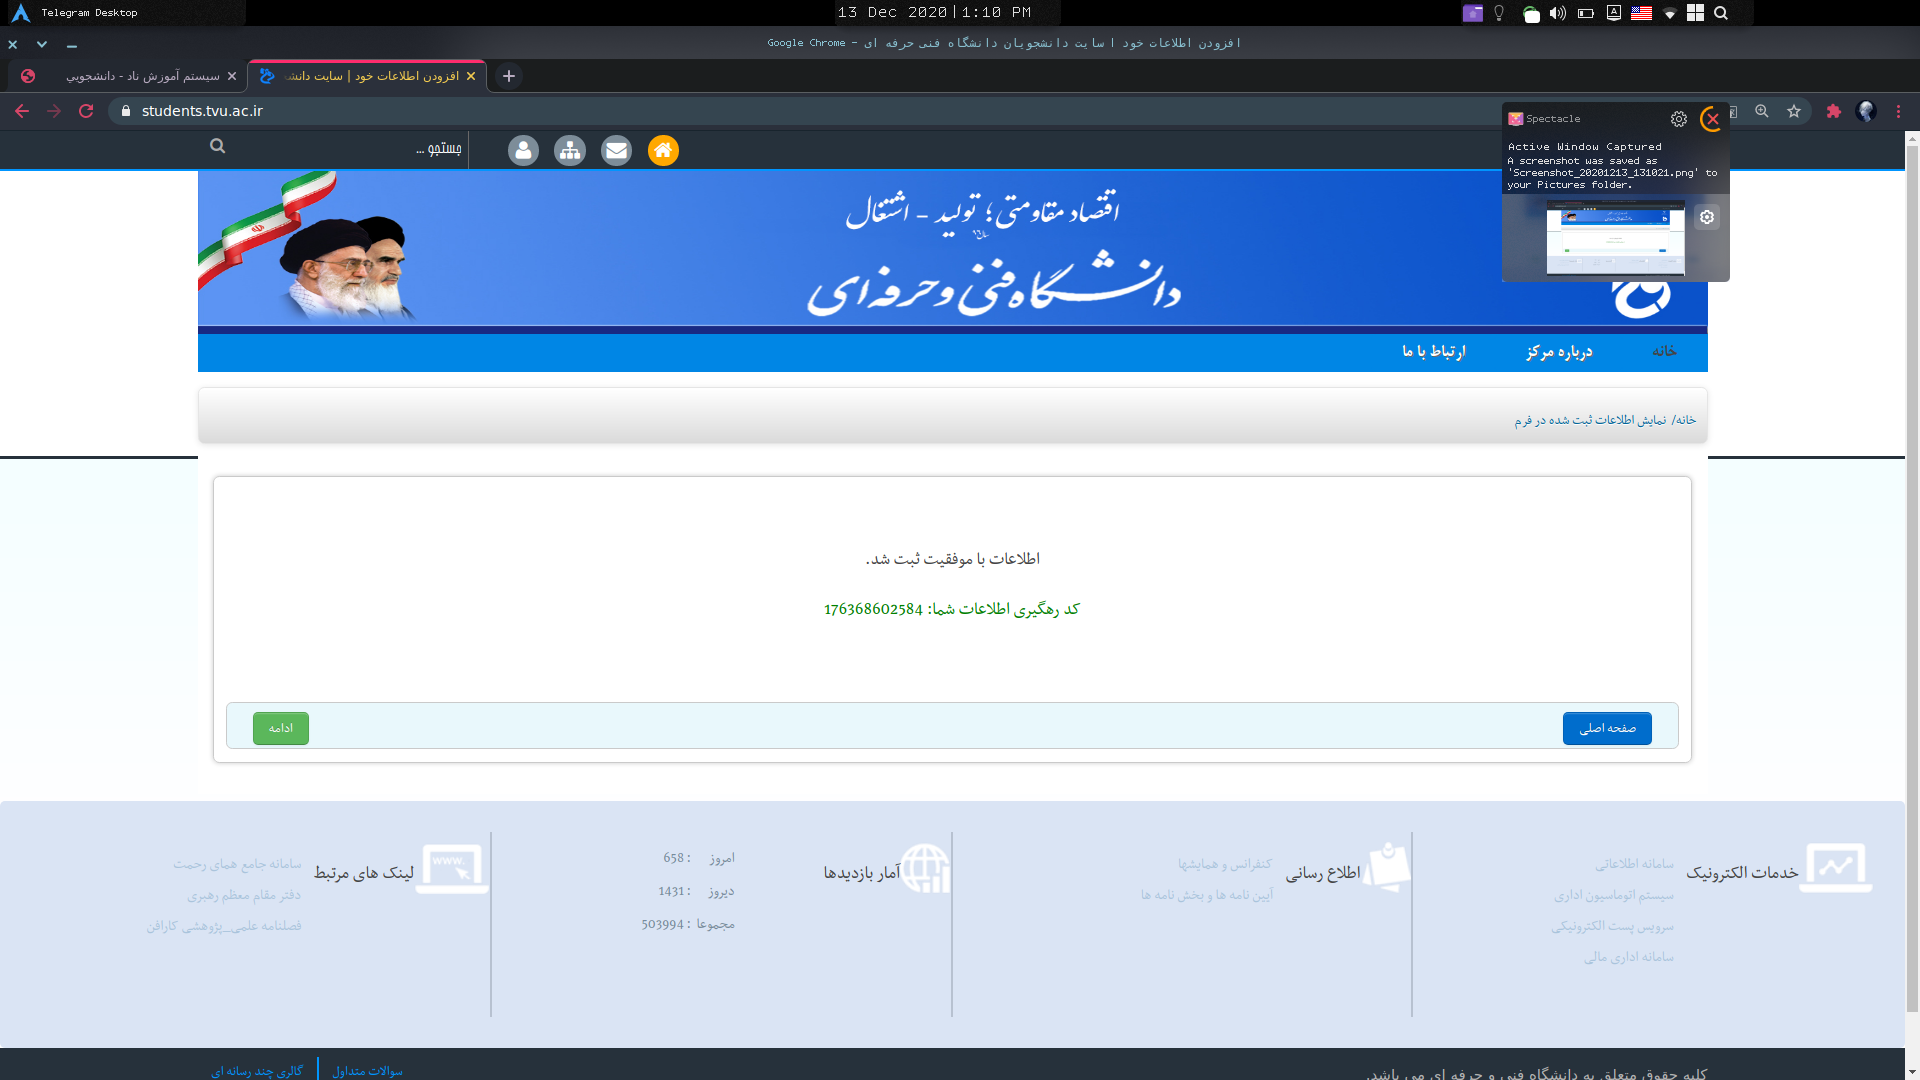 Telegram Desktop
13 Dec 2020|1:10 PM
افزودن اطلاعات خود | سایت دانشجویان دانشگاه فنی حرفه ای - Google Chrome
سیستم آموزش ناد - دانشجویي
افزودن اطلاعات خود | سایت دانشج
students.tvu.ac.ir
Spectacle
Active Window Captured
A screenshot was saved as
'Screenshot_20201213_131021.png' to
your Pictures folder.
جستجو ...
اقتصاد مقاومتی؛ تولید - اشتغال
سال ۹۶
دانشگاه فنی و حرفه‌ای
خانه
درباره مرکز
ارتباط با ما
خانه/ نمایش اطلاعات ثبت شده در فرم
اطلاعات با موفقیت ثبت شد.
کد رهگیری اطلاعات شما: 176368602584
صفحه اصلی
ادامه
خدمات الکترونیک
سامانه اطلاعاتی
سیستم اتوماسیون اداری
سرویس پست الکترونیکی
سامانه اداری مالی
اطلاع رسانی
کنفرانس و همایشها
آیین نامه ها و بخش نامه ها
آمار بازدیدها
امروز : 658
دیروز : 1431
مجموعا : 503994
www.
لینک های مرتبط
سامانه جامع همای رحمت
دفتر مقام معظم رهبری
فصلنامه علمی_پژوهشی کارافن
کلیه حقوق متعلق به دانشگاه فنی و حرفه ای می باشد.
سوالات متداول
گالری چند رسانه ای